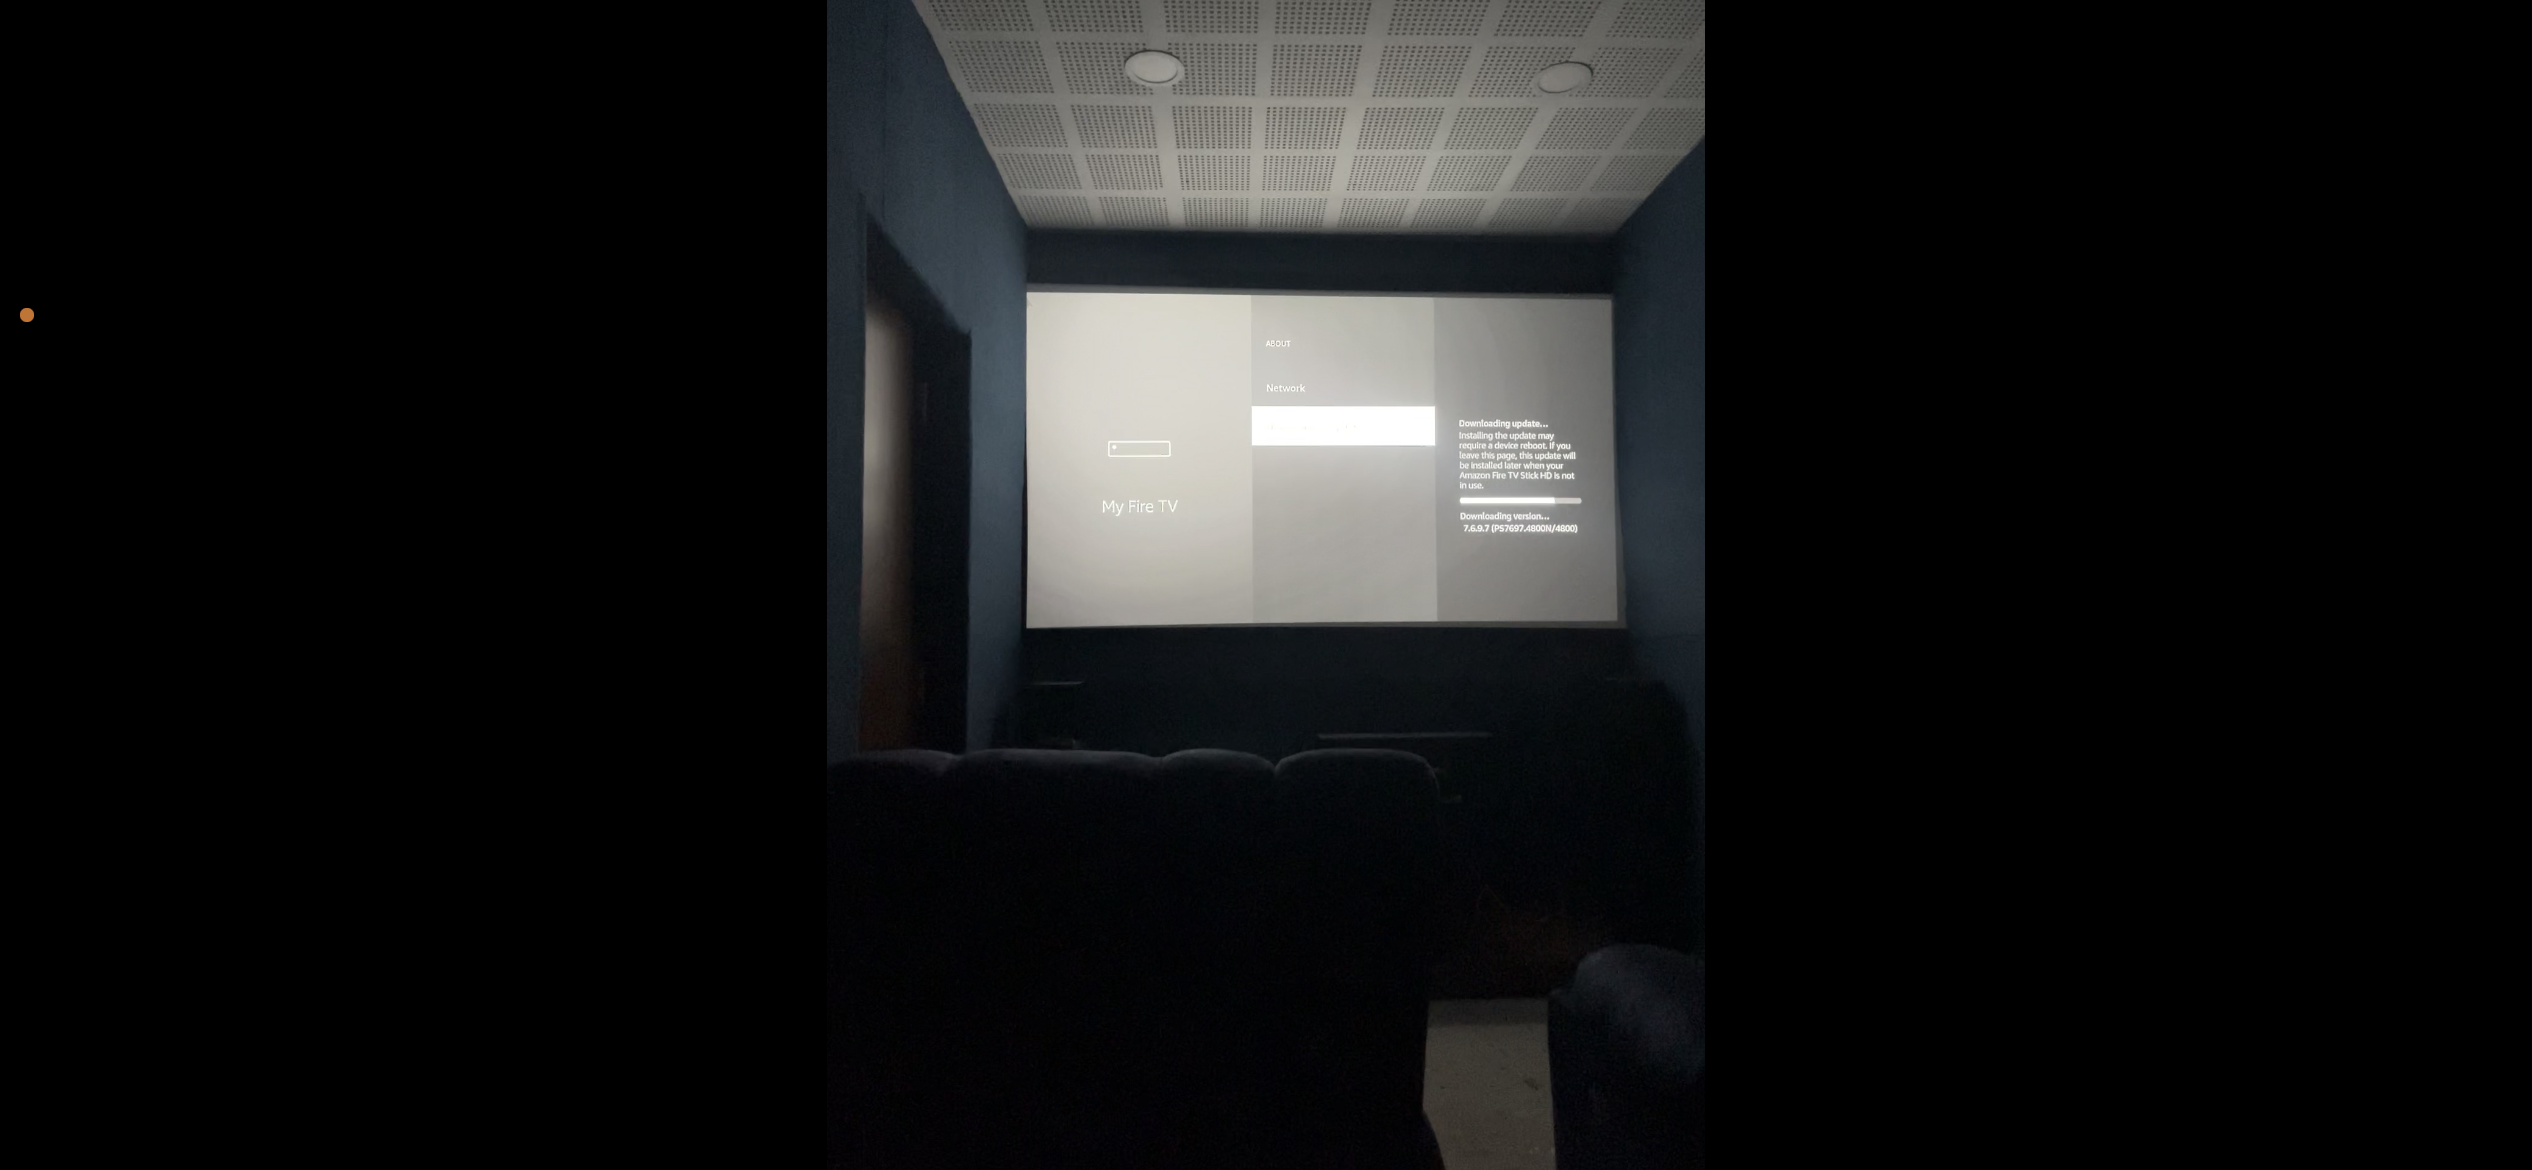 ABOUT
Network
My Fire TV
Downloading update...
Installing the update may
require a device reboot. If you
leave this page, this update will
be installed later when your
Amazon Fire TV Stick HD is not
in use.
Downloading version...
7.6.9.7 (PS7697.4800N/4800)